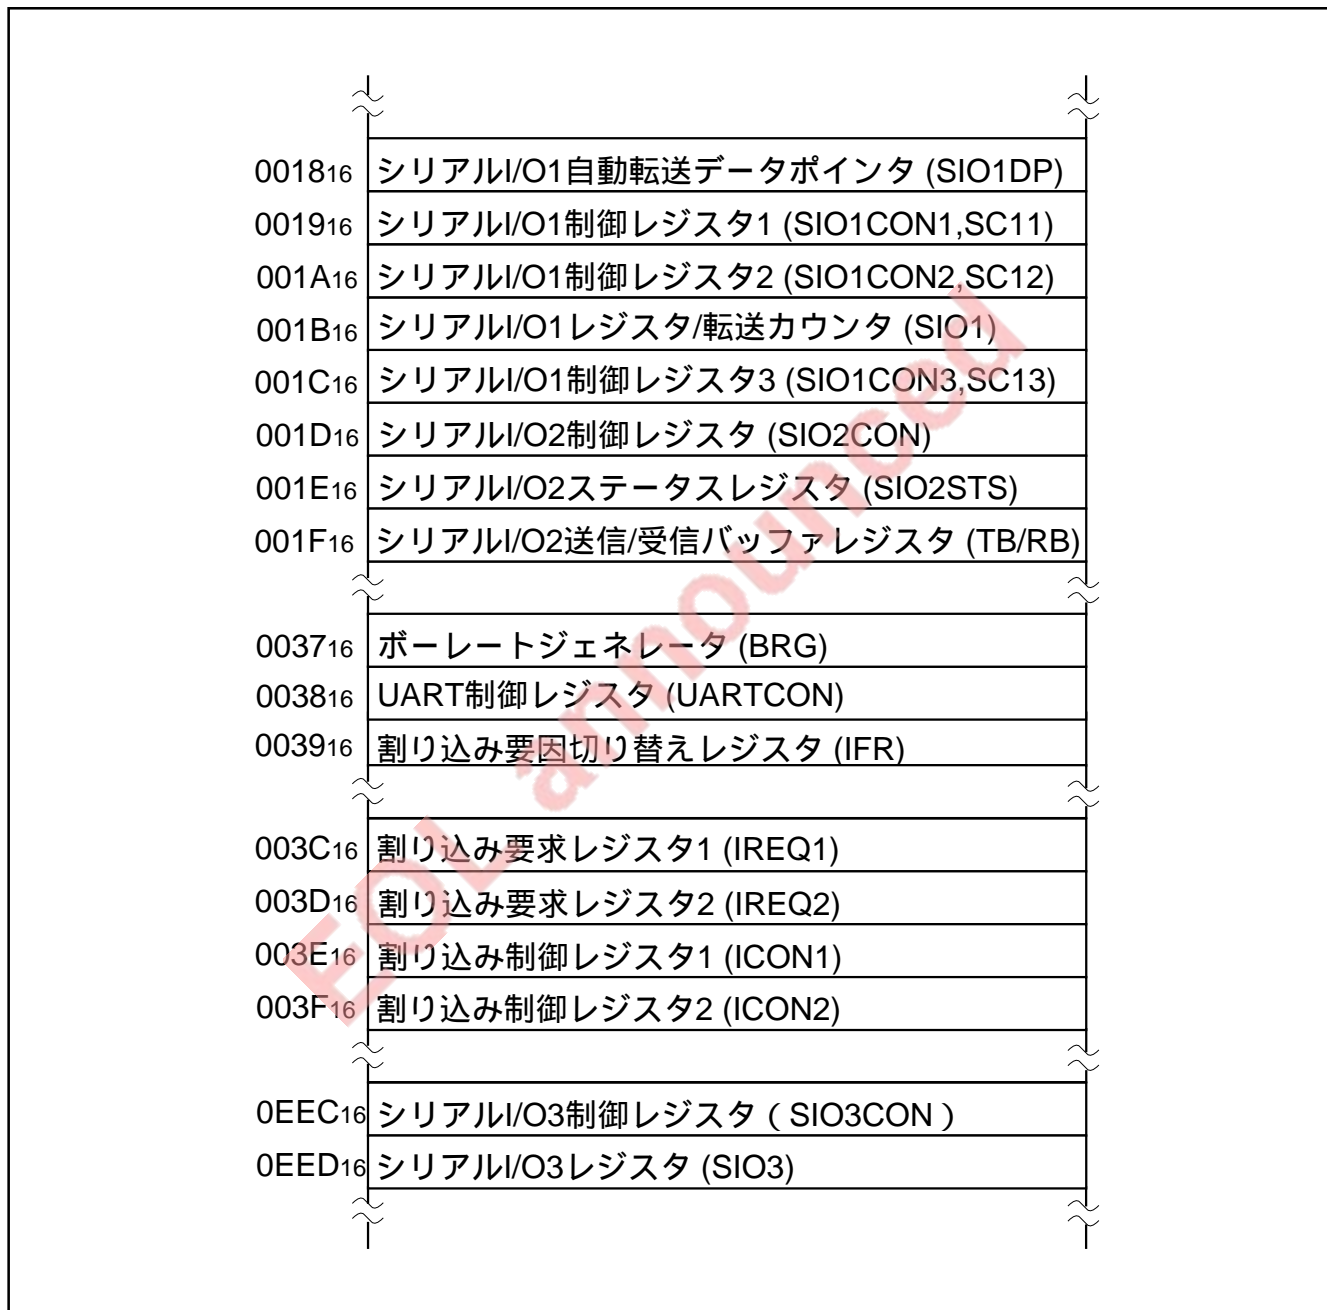 0018₁₆ シリアルI/O1自動転送データポインタ (SIO1DP)
0019₁₆ シリアルI/O1制御レジスタ1 (SIO1CON1,SC11)
001A₁₆ シリアルI/O1制御レジスタ2 (SIO1CON2,SC12)
001B₁₆ シリアルI/O1レジスタ/転送カウンタ (SIO1)
001C₁₆ シリアルI/O1制御レジスタ3 (SIO1CON3,SC13)
001D₁₆ シリアルI/O2制御レジスタ (SIO2CON)
001E₁₆ シリアルI/O2ステータスレジスタ (SIO2STS)
001F₁₆ シリアルI/O2送信/受信バッファレジスタ (TB/RB)
0037₁₆ ボーレートジェネレータ (BRG)
0038₁₆ UART制御レジスタ (UARTCON)
0039₁₆ 割り込み要因切り替えレジスタ (IFR)
003C₁₆ 割り込み要求レジスタ1 (IREQ1)
003D₁₆ 割り込み要求レジスタ2 (IREQ2)
003E₁₆ 割り込み制御レジスタ1 (ICON1)
003F₁₆ 割り込み制御レジスタ2 (ICON2)
0EEC₁₆ シリアルI/O3制御レジスタ(SIO3CON)
0EED₁₆ シリアルI/O3レジスタ (SIO3)
EOL announced